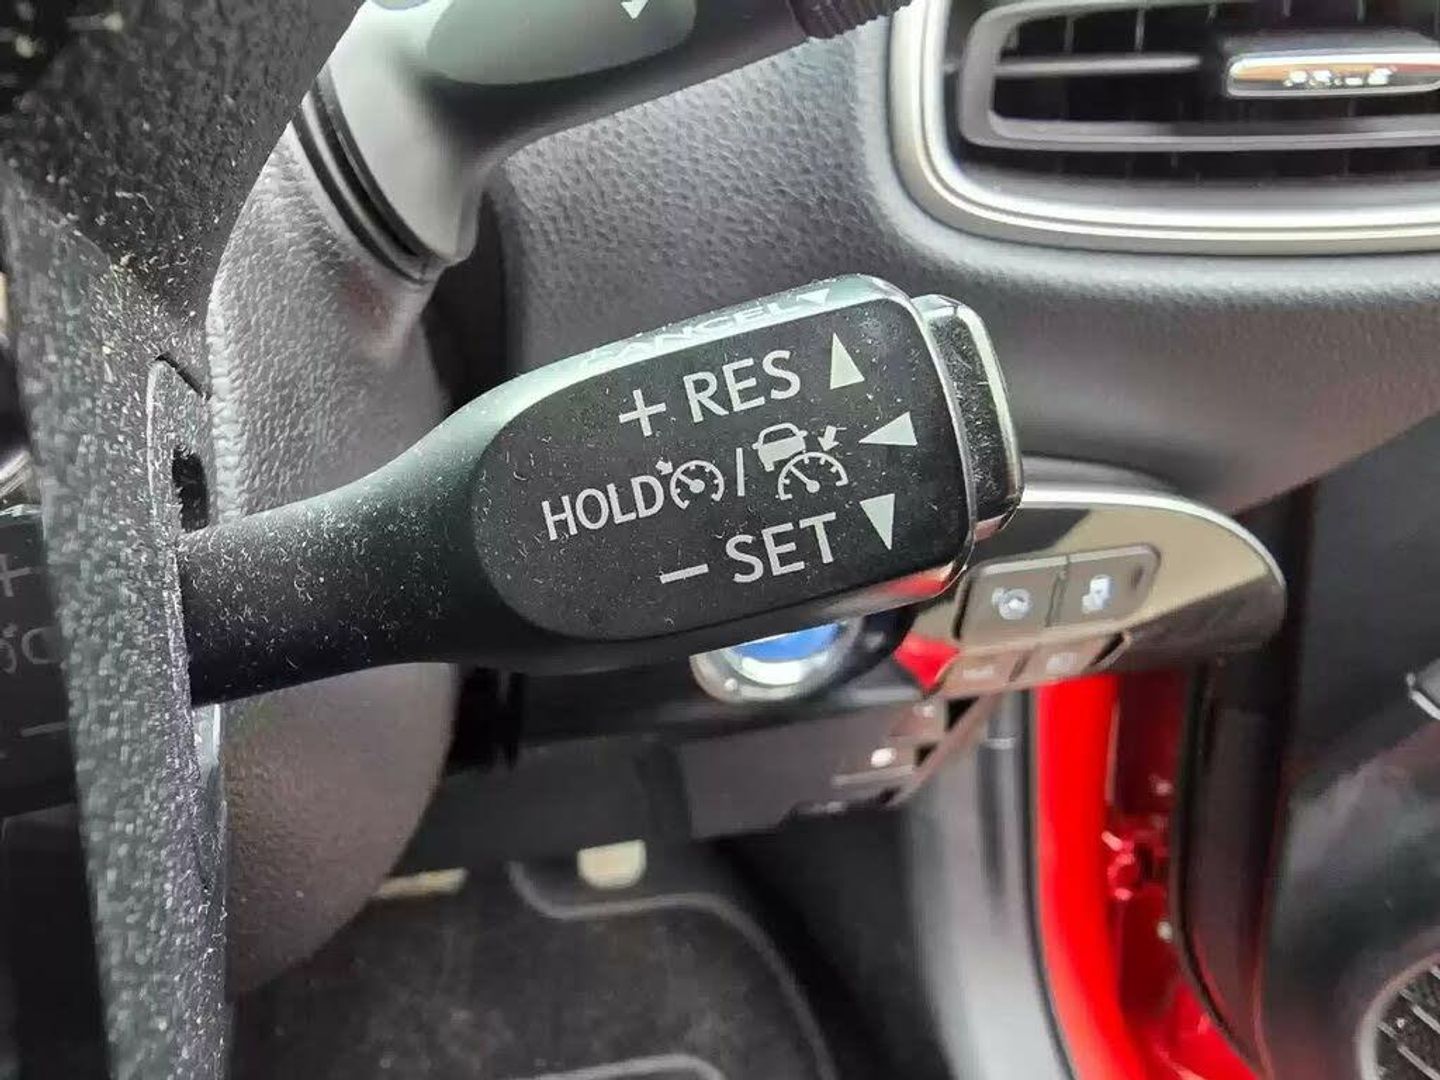 CANCEL
+ RES
HOLD /
− SET